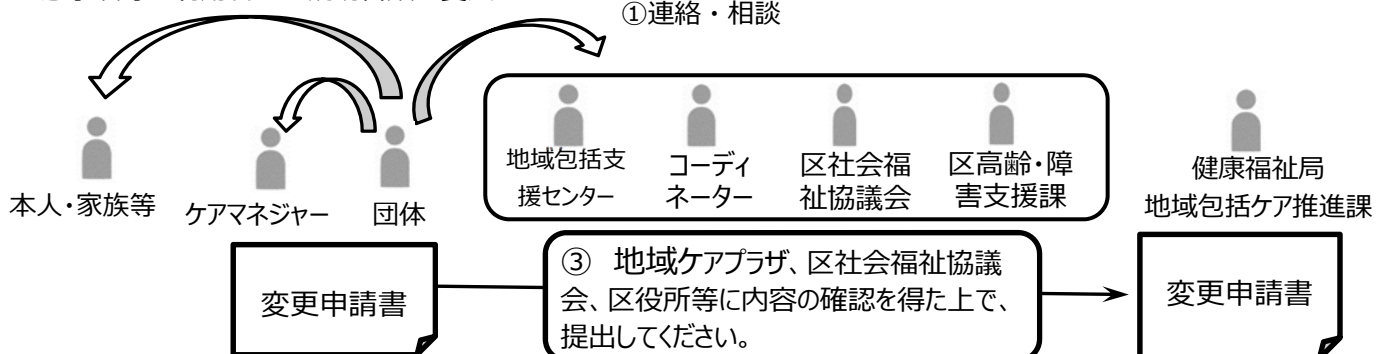 ①連絡・相談
地域包括支
援センター
コーディ
ネーター
区社会福
祉協議会
区高齢・障
害支援課
本人・家族等
ケアマネジャー
団体
健康福祉局
地域包括ケア推進課
変更申請書
③ 地域ケアプラザ、区社会福祉協議
会、区役所等に内容の確認を得た上で、
提出してください。
変更申請書